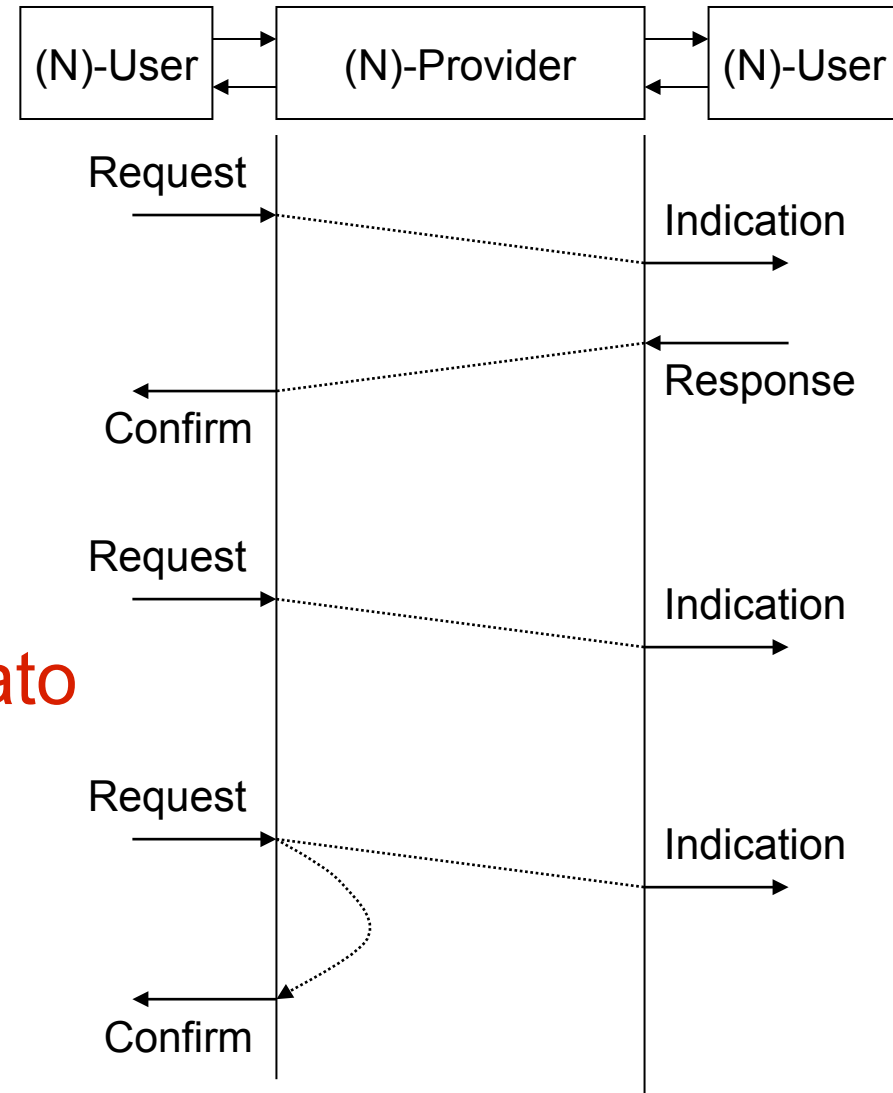 (N)-User (N)-Provider (N)-User
Request
Indication
Response
Confirm
Request
Indication
ato
Request
Indication
Confirm